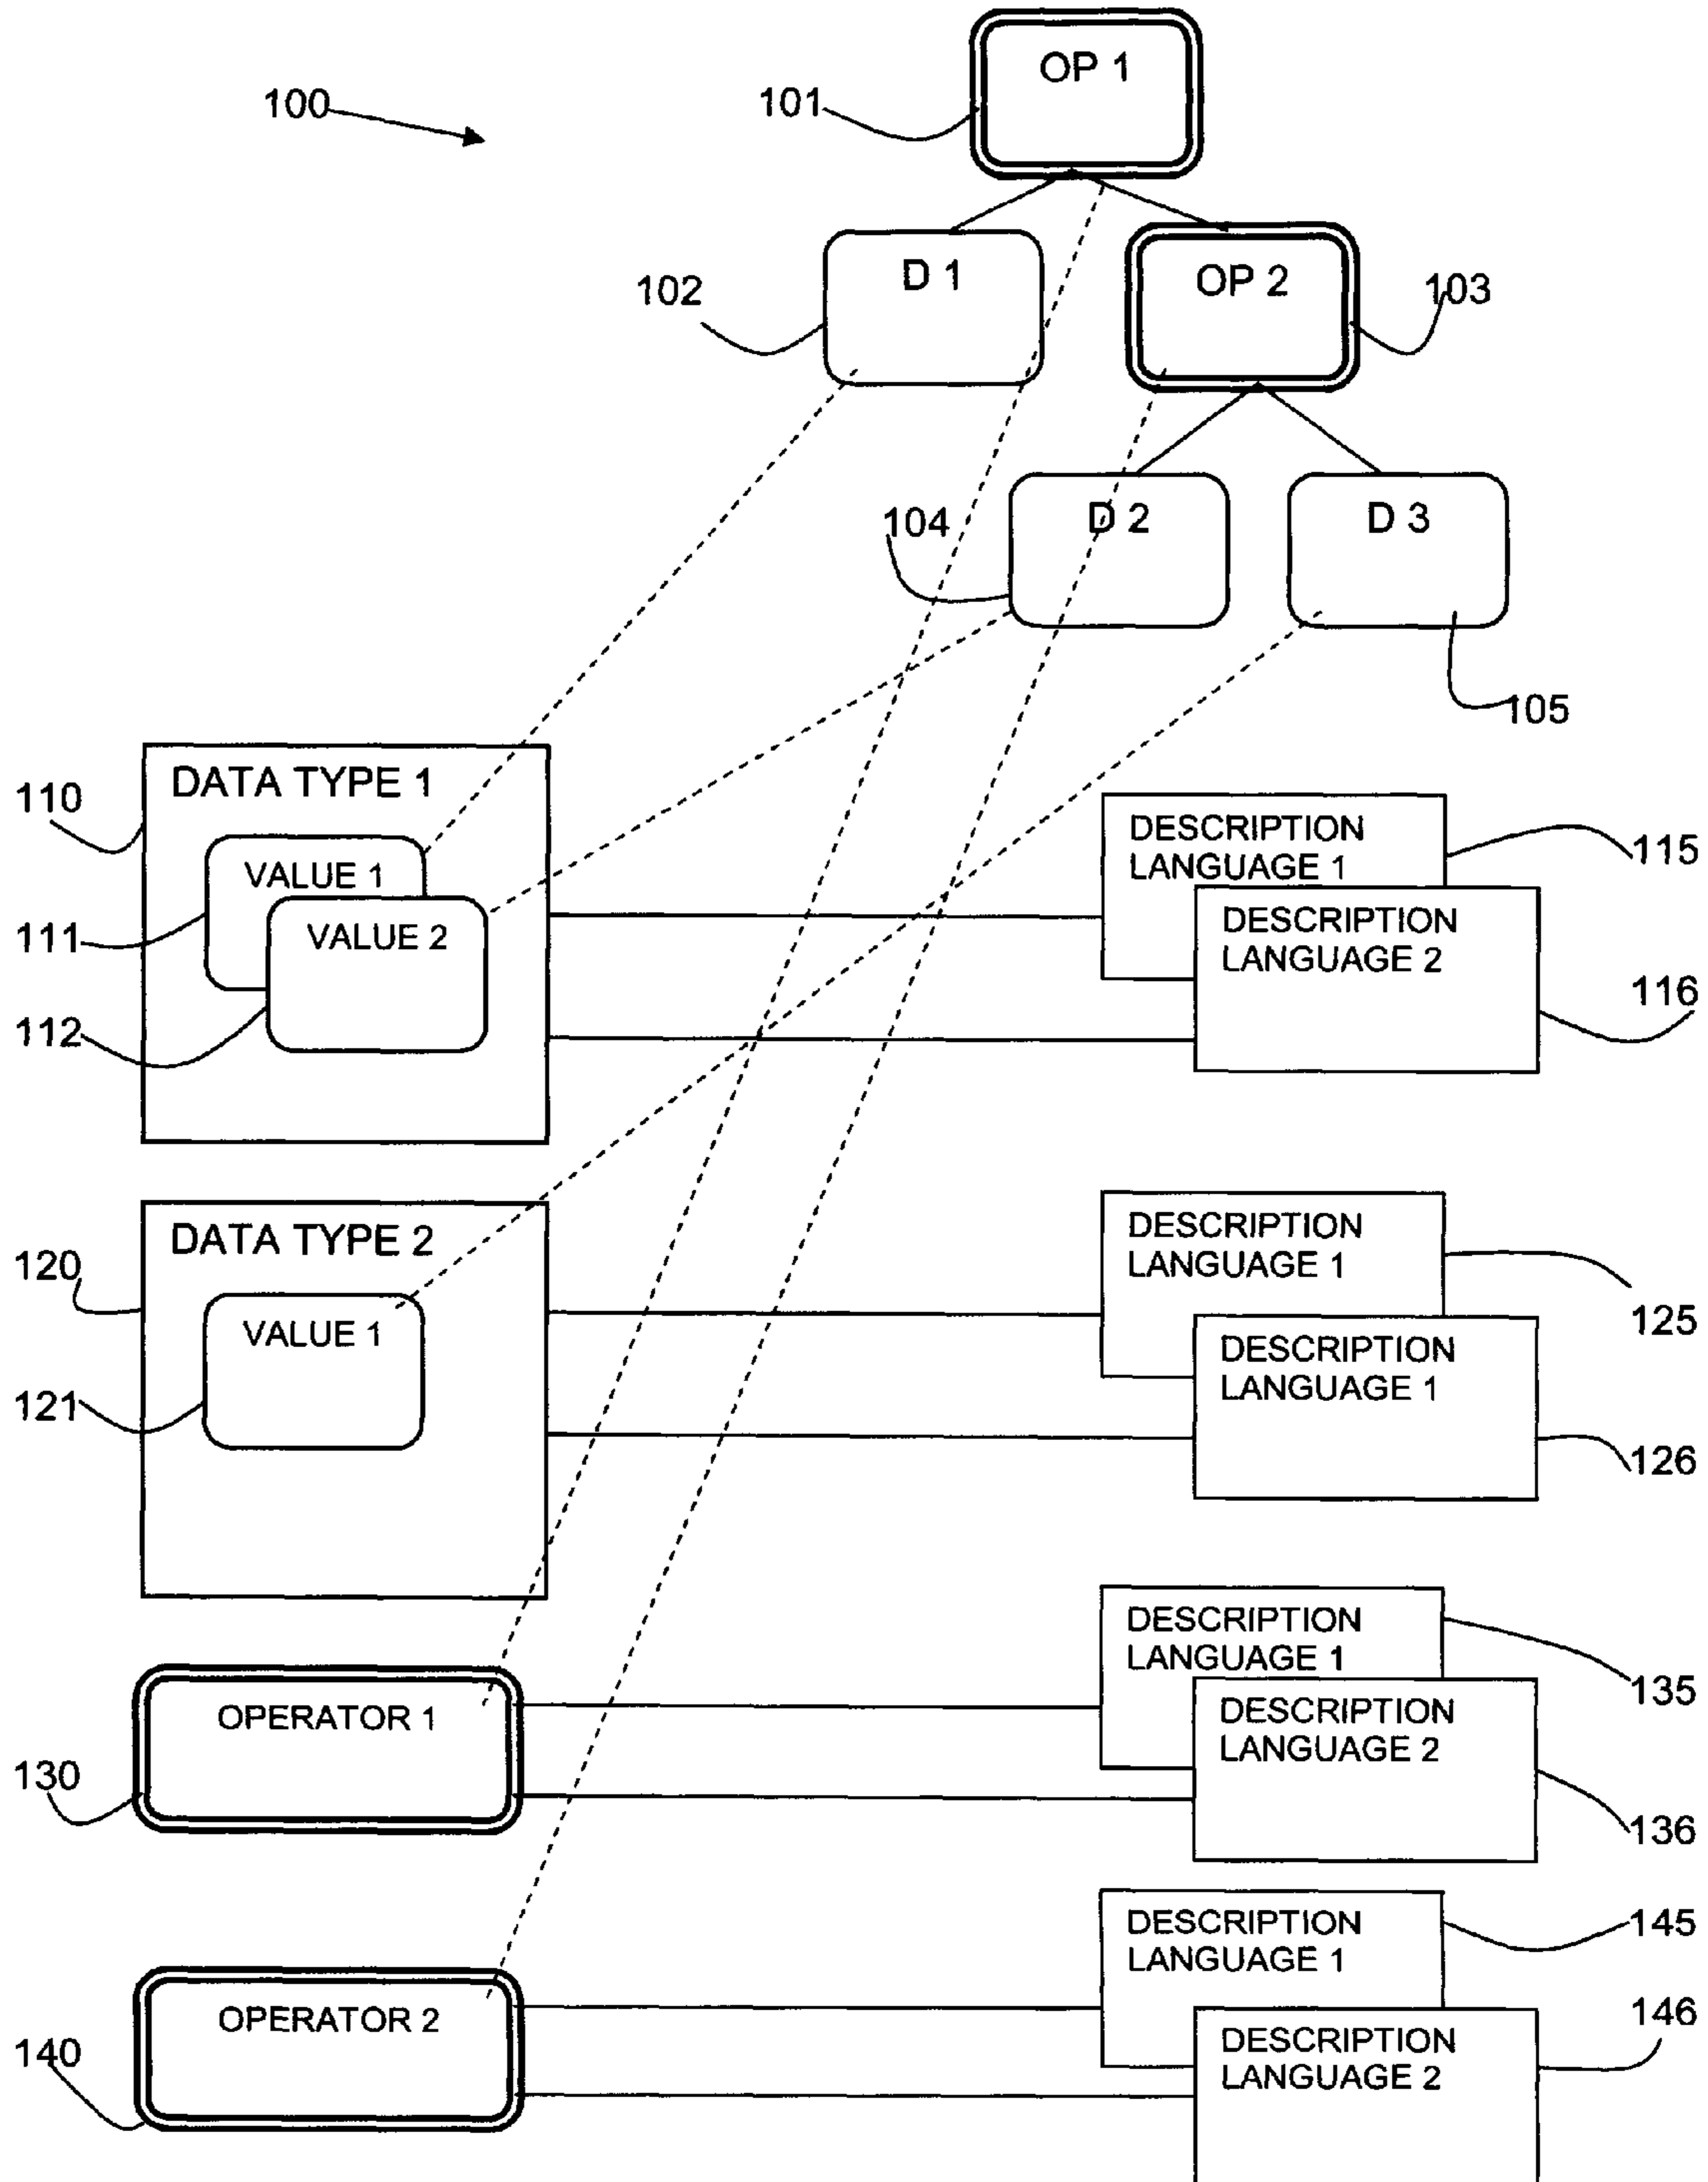 OP 1
100
101
D 1
OP 2
102
103
D 2
D 3
104
105
DATA TYPE 1
110
VALUE 1
111
VALUE 2
112
DESCRIPTION
LANGUAGE 1
115
DESCRIPTION
LANGUAGE 2
116
DATA TYPE 2
120
VALUE 1
121
DESCRIPTION
LANGUAGE 1
125
DESCRIPTION
LANGUAGE 1
126
OPERATOR 1
130
DESCRIPTION
LANGUAGE 1
135
DESCRIPTION
LANGUAGE 2
136
OPERATOR 2
140
DESCRIPTION
LANGUAGE 1
145
DESCRIPTION
LANGUAGE 2
146